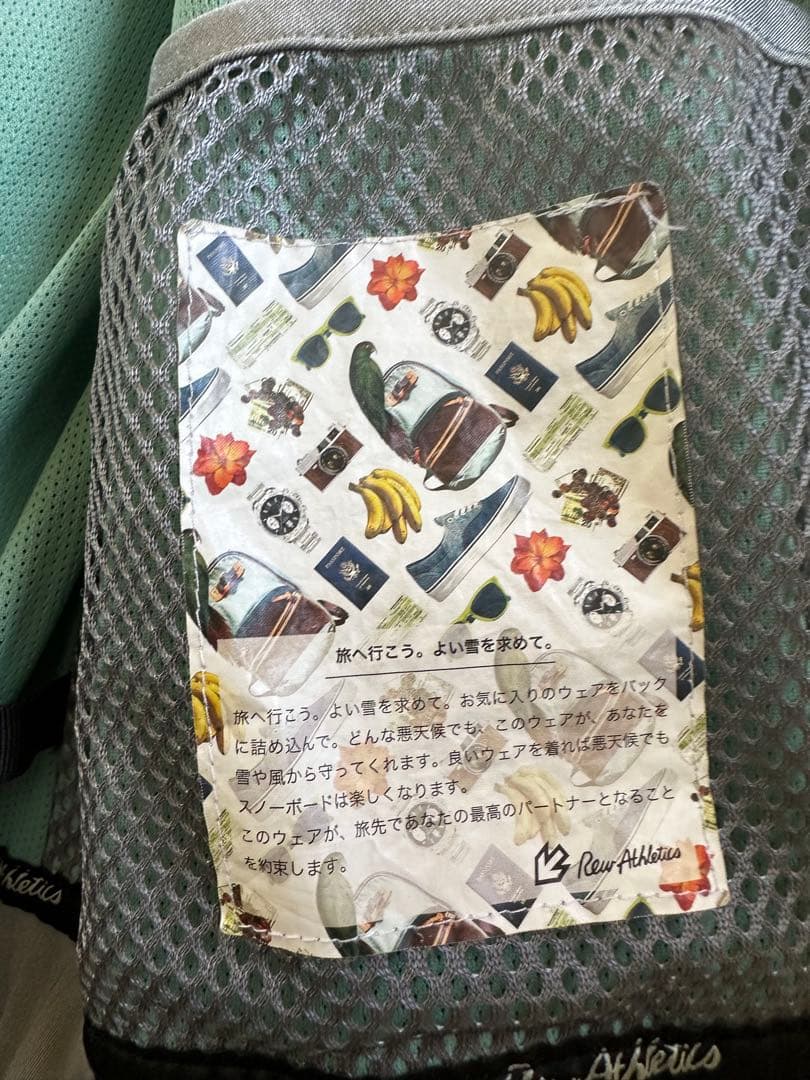 PASSPORT
PASSPORT
旅へ行こう。よい雪を求めて。
旅へ行こう。よい雪を求めて。お気に入りのウェアをバック
に詰め込んで。どんな悪天候でも、このウェアが、あなたを
雪や風から守ってくれます。良いウェアを着れば悪天候でも
スノーボードは楽しくなります。
このウェアが、旅先であなたの最高のパートナーとなること
を約束します。
Rew Athletics
Athletics
Rew Athletics